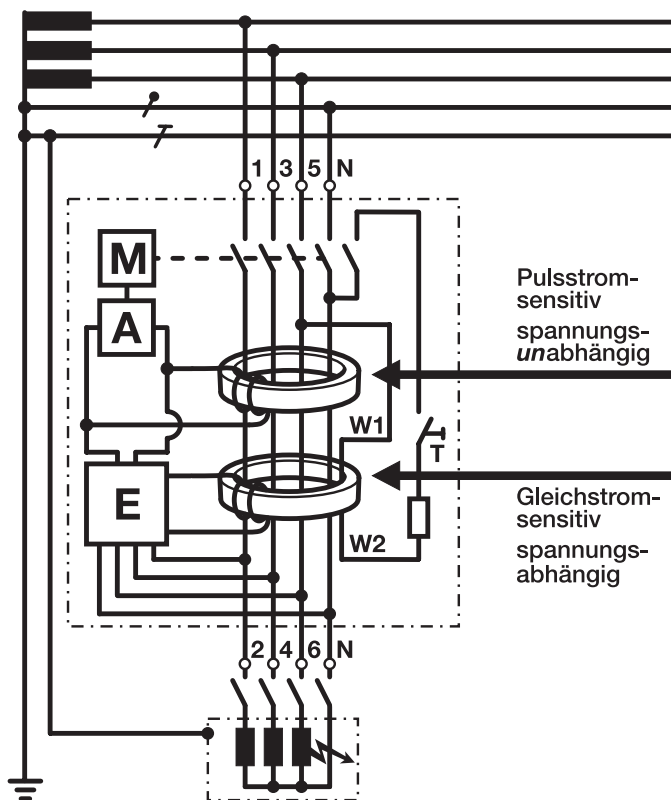 1 3 5 N
M
A
Pulsstrom-
sensitiv
spannungs-
unabhängig
W1
T
E
Gleichstrom-
sensitiv
spannungs-
abhängig
W2
2 4 6 N